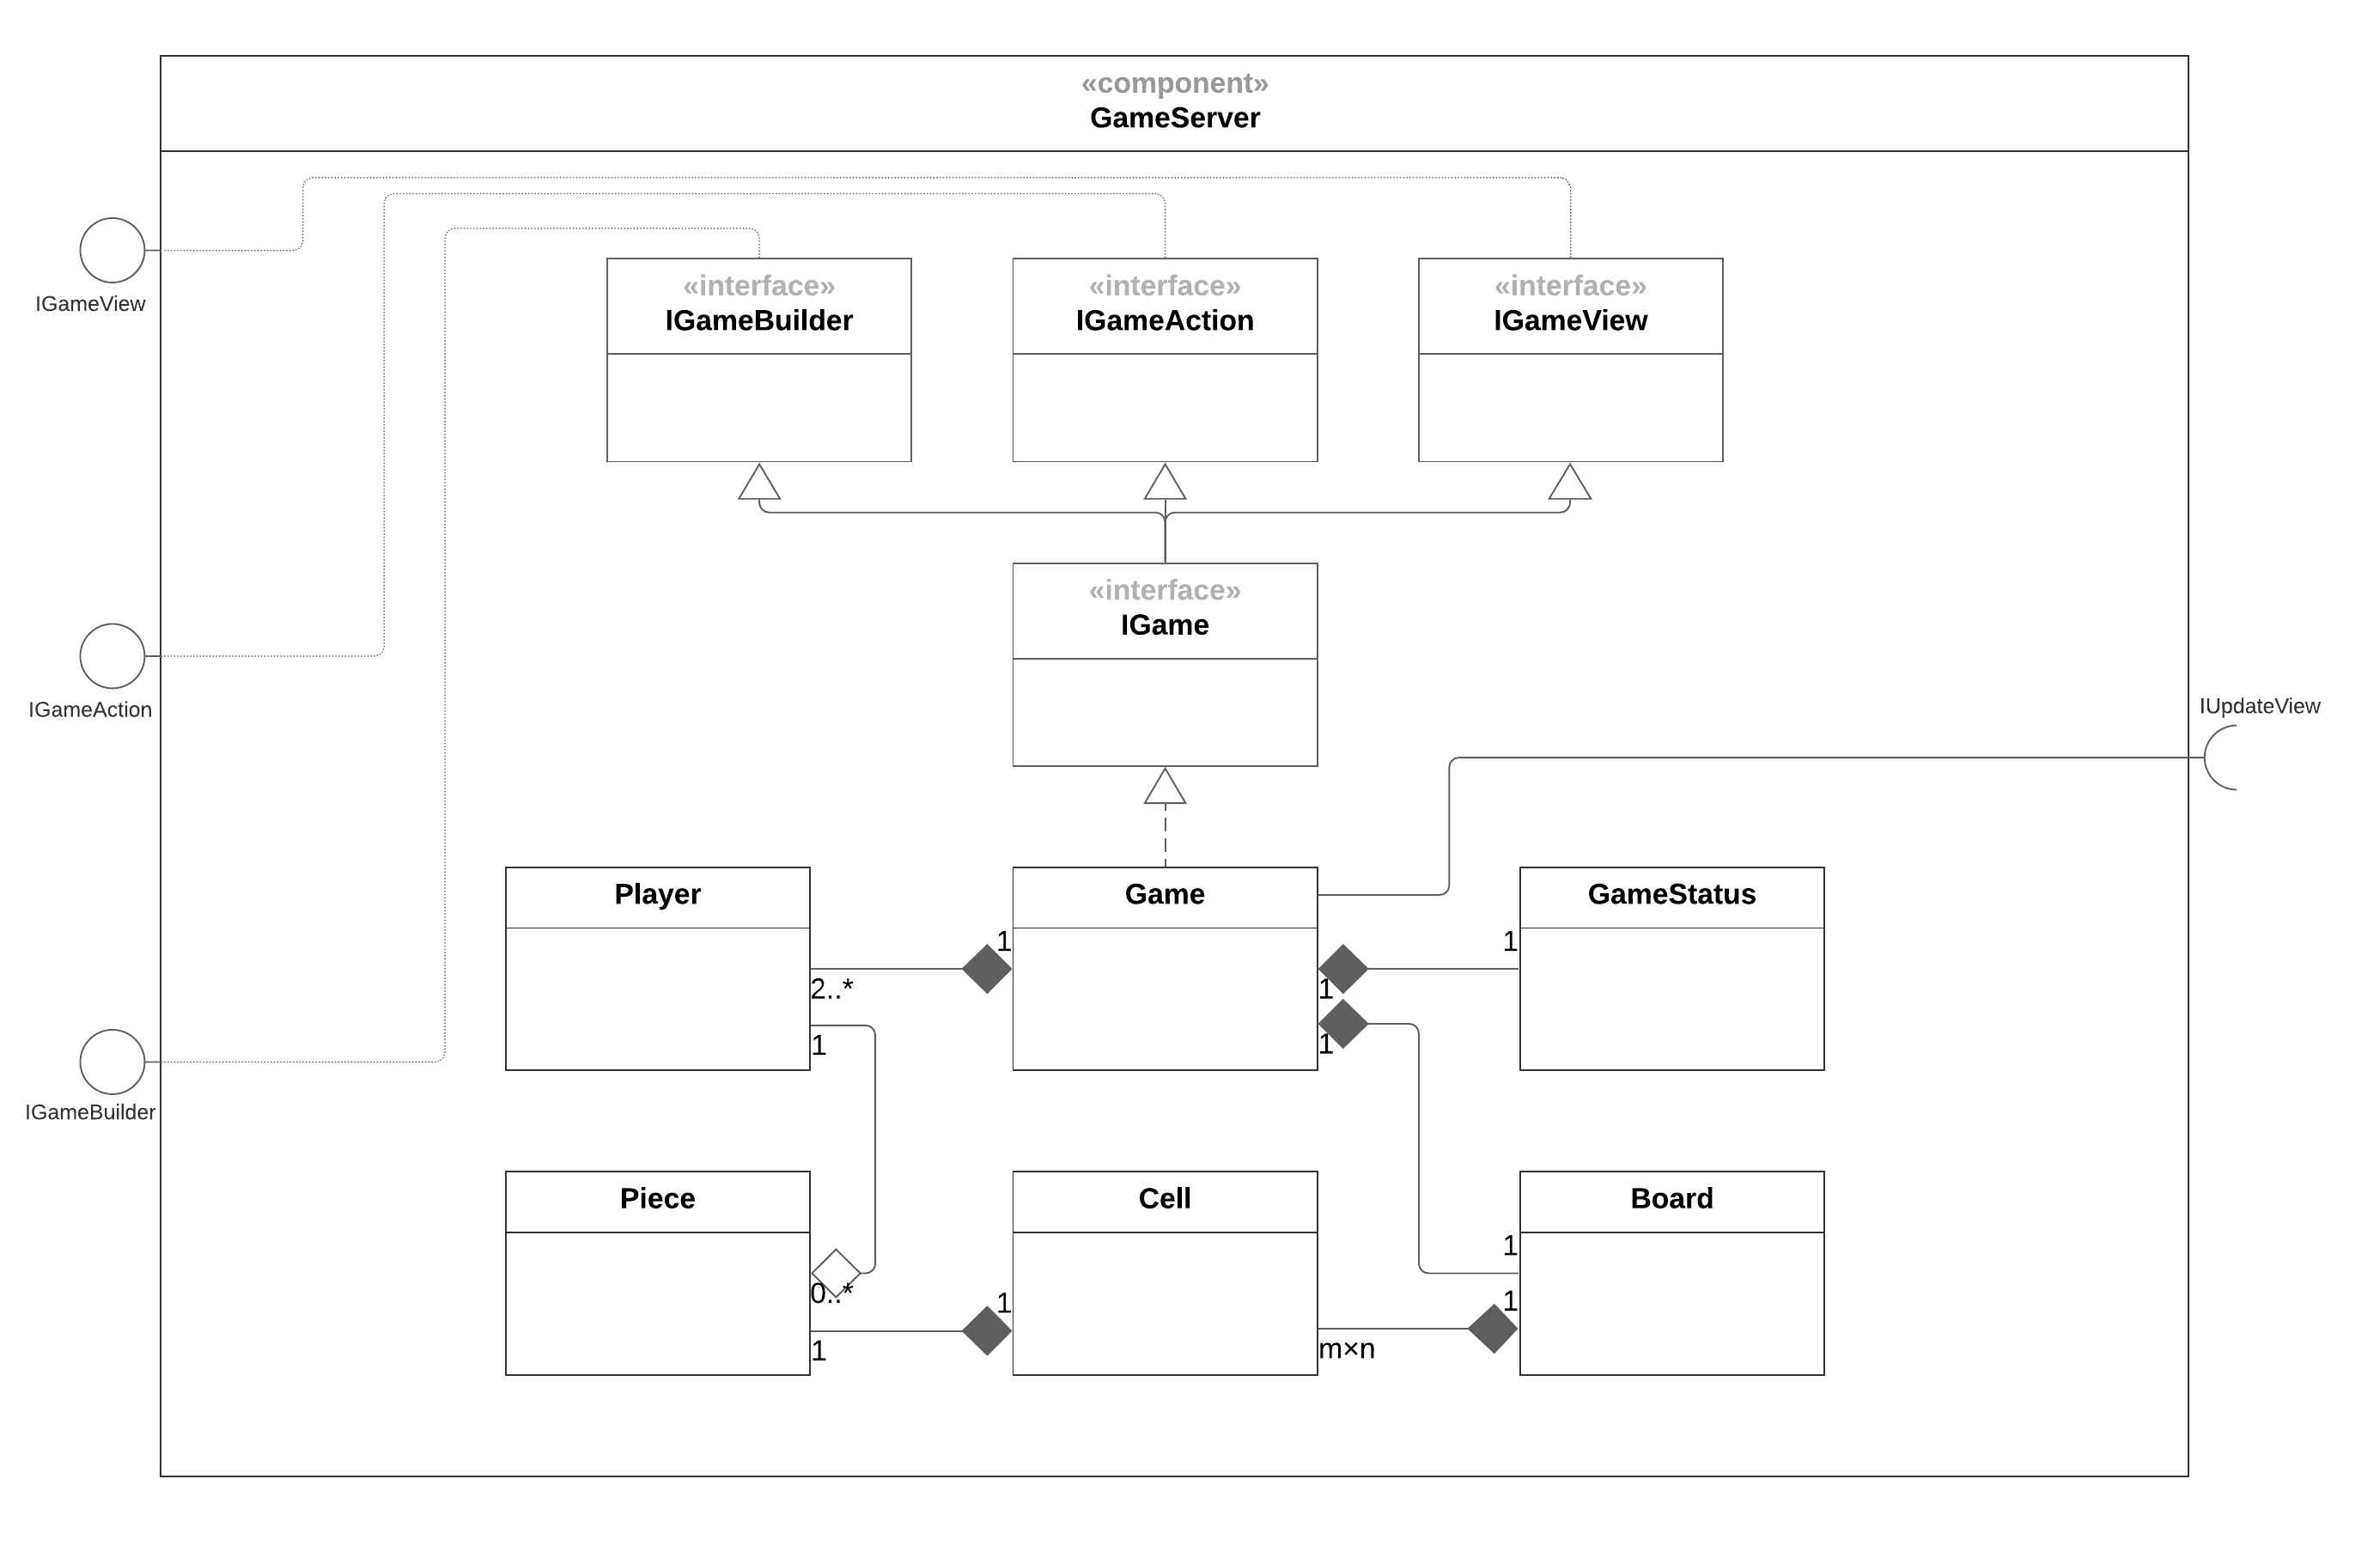 «component»
GameServer
IGameView
«interface»
IGameBuilder
«interface»
IGameAction
«interface»
IGameView
«interface»
IGame
IGameAction
IUpdateView
Player
Game
GameStatus
1
1
2..*
1
1
1
IGameBuilder
Piece
Cell
Board
1
0..*
1
1
1
m×n